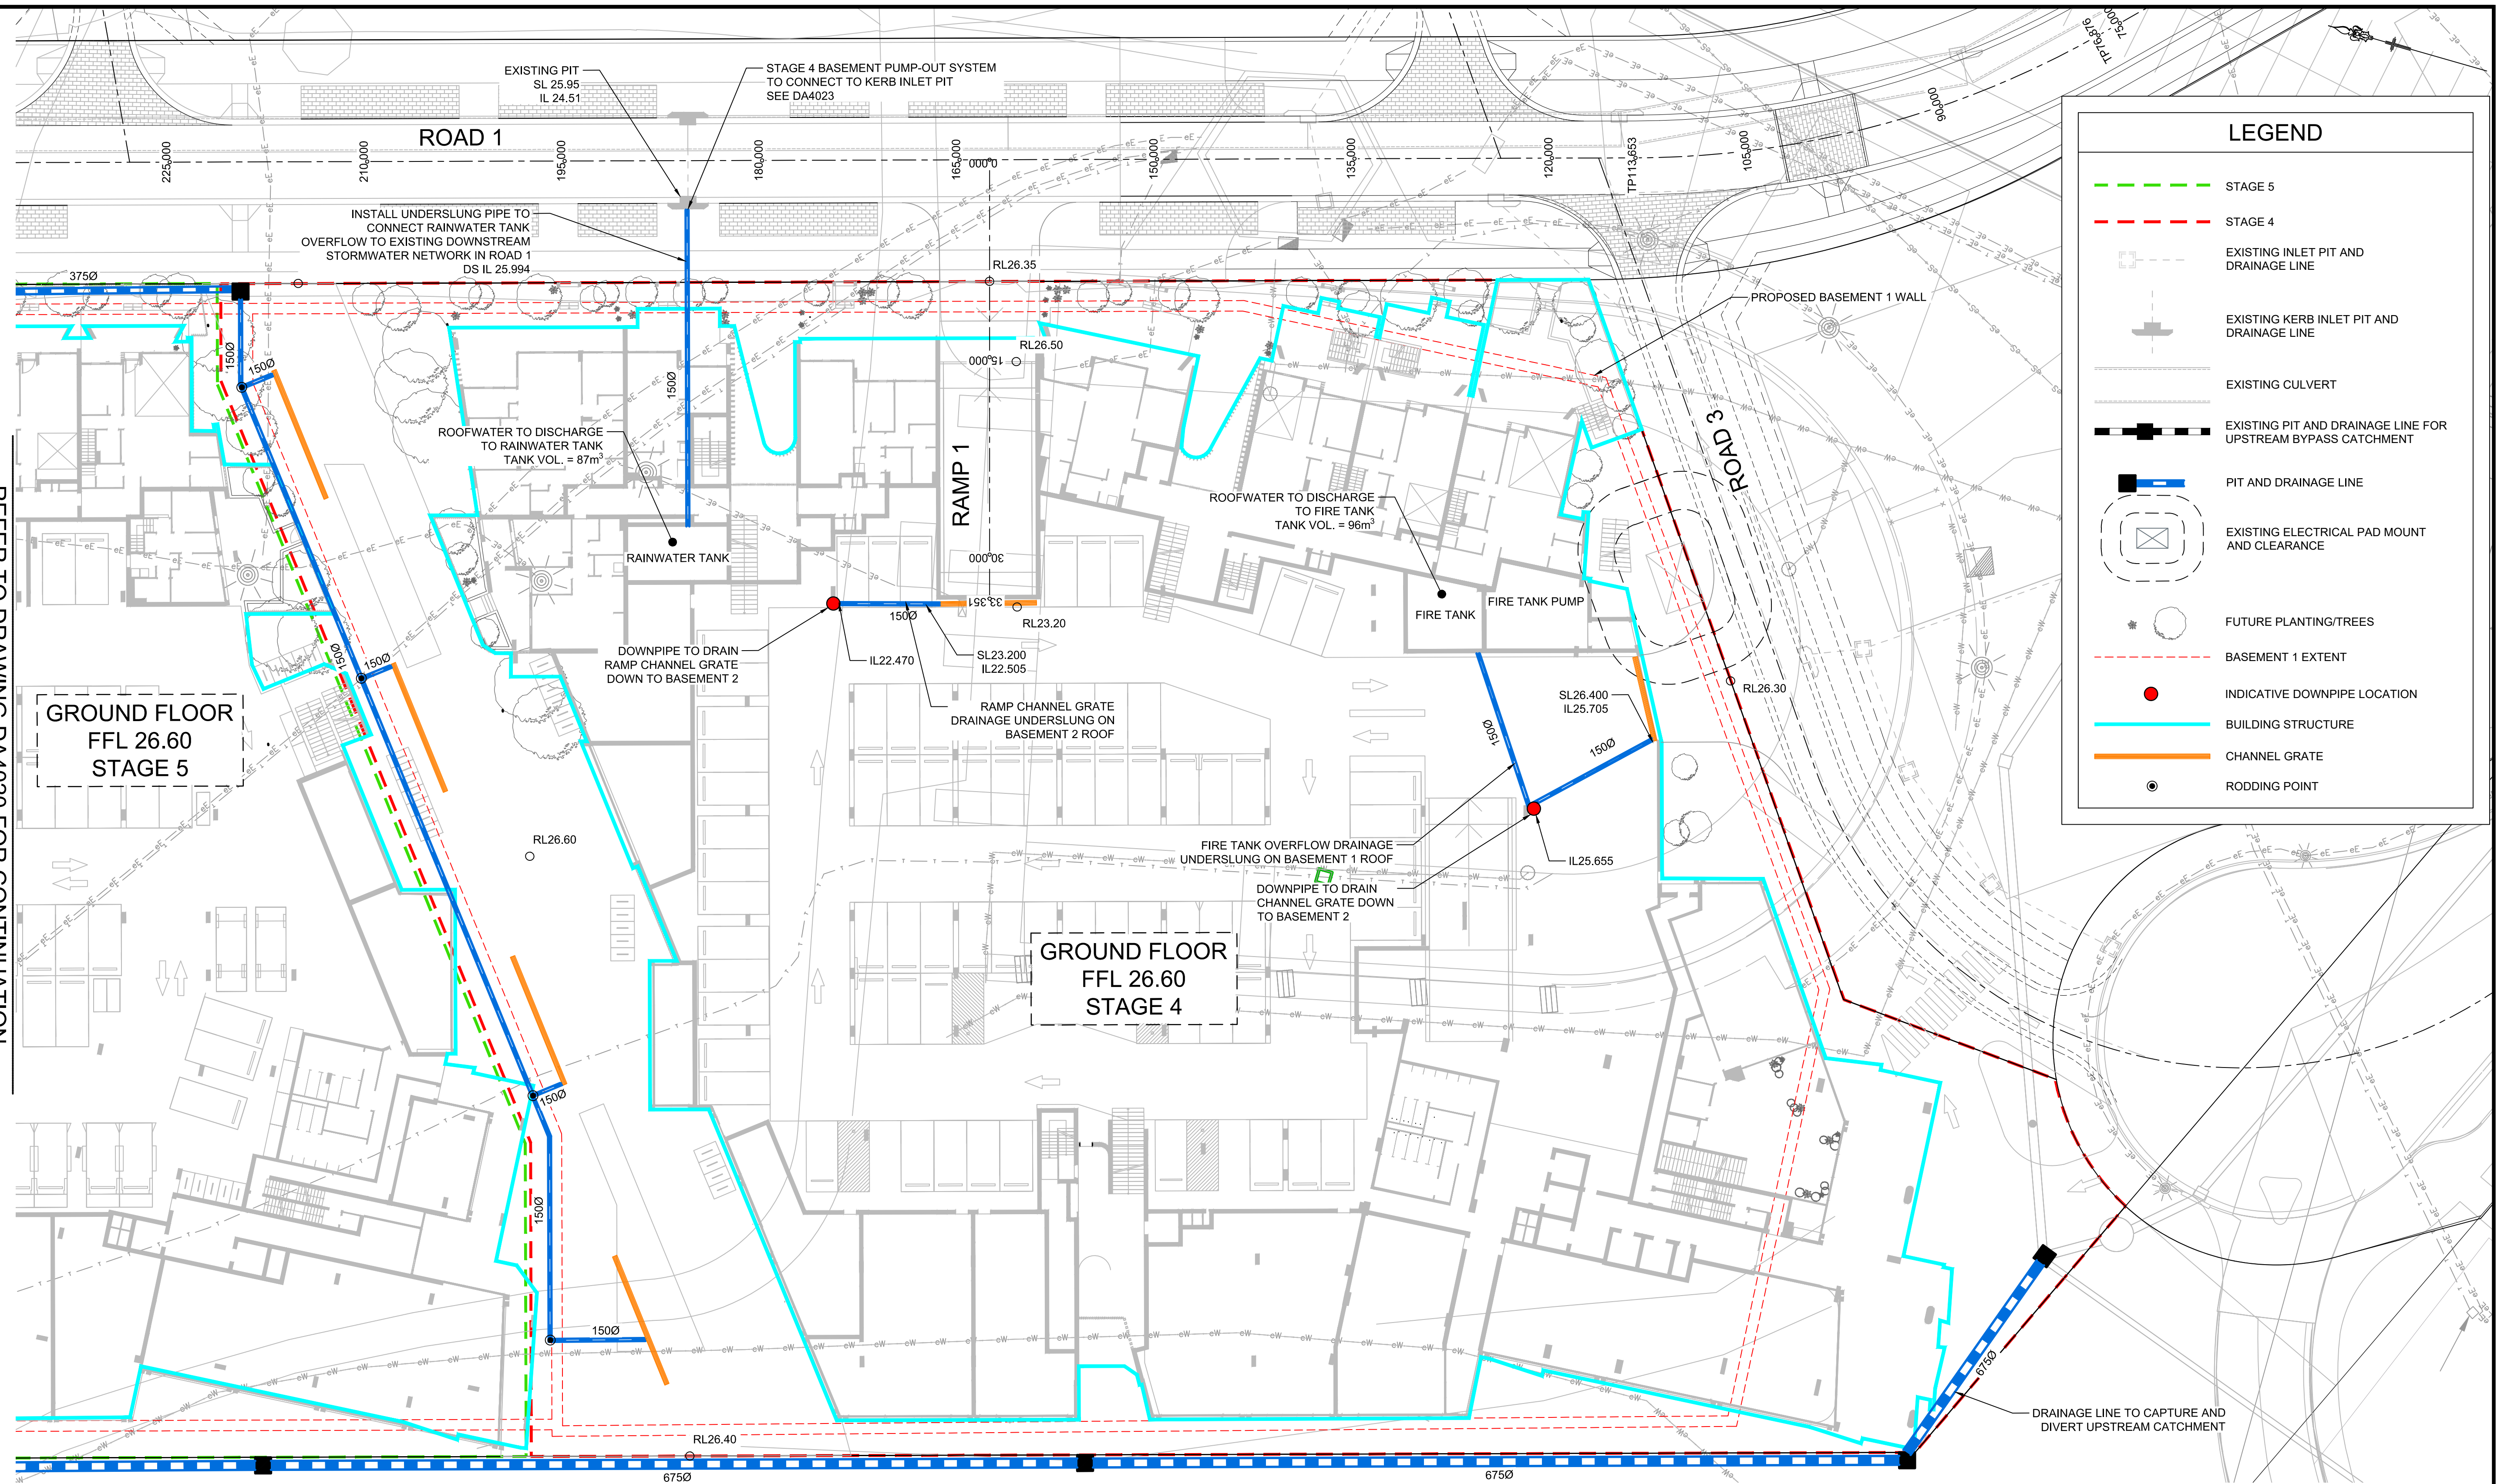 EXISTING PIT
SL 25.95
IL 24.51
STAGE 4 BASEMENT PUMP-OUT SYSTEM
TO CONNECT TO KERB INLET PIT
SEE DA4023
ROAD 1
225.000
210.000
195.000
180.000
165.000
0.000
150.000
135.000
120.000
TP113.653
105.000
90.000
TP76.876
75.000
INSTALL UNDERSLUNG PIPE TO
CONNECT RAINWATER TANK
OVERFLOW TO EXISTING DOWNSTREAM
STORMWATER NETWORK IN ROAD 1
DS IL 25.994
375Ø
RL26.35
PROPOSED BASEMENT 1 WALL
150Ø
150Ø
150Ø
RL26.50
15.000
ROAD 3
ROOFWATER TO DISCHARGE
TO RAINWATER TANK
TANK VOL. = 87m³
RAMP 1
ROOFWATER TO DISCHARGE
TO FIRE TANK
TANK VOL. = 96m³
RAINWATER TANK
30.000
33.351
150Ø
RL23.20
FIRE TANK
FIRE TANK PUMP
DOWNPIPE TO DRAIN
RAMP CHANNEL GRATE
DOWN TO BASEMENT 2
IL22.470
SL23.200
IL22.505
150Ø
150Ø
RAMP CHANNEL GRATE
DRAINAGE UNDERSLUNG ON
BASEMENT 2 ROOF
SL26.400
IL25.705
RL26.30
150Ø
150Ø
GROUND FLOOR
FFL 26.60
STAGE 5
RL26.60
FIRE TANK OVERFLOW DRAINAGE
UNDERSLUNG ON BASEMENT 1 ROOF
IL25.655
DOWNPIPE TO DRAIN
CHANNEL GRATE DOWN
TO BASEMENT 2
GROUND FLOOR
FFL 26.60
STAGE 4
150Ø
150Ø
150Ø
RL26.40
675Ø
675Ø
675Ø
DRAINAGE LINE TO CAPTURE AND
DIVERT UPSTREAM CATCHMENT
LEGEND
STAGE 5
STAGE 4
EXISTING INLET PIT AND
DRAINAGE LINE
EXISTING KERB INLET PIT AND
DRAINAGE LINE
EXISTING CULVERT
EXISTING PIT AND DRAINAGE LINE FOR
UPSTREAM BYPASS CATCHMENT
PIT AND DRAINAGE LINE
EXISTING ELECTRICAL PAD MOUNT
AND CLEARANCE
FUTURE PLANTING/TREES
BASEMENT 1 EXTENT
INDICATIVE DOWNPIPE LOCATION
BUILDING STRUCTURE
CHANNEL GRATE
RODDING POINT